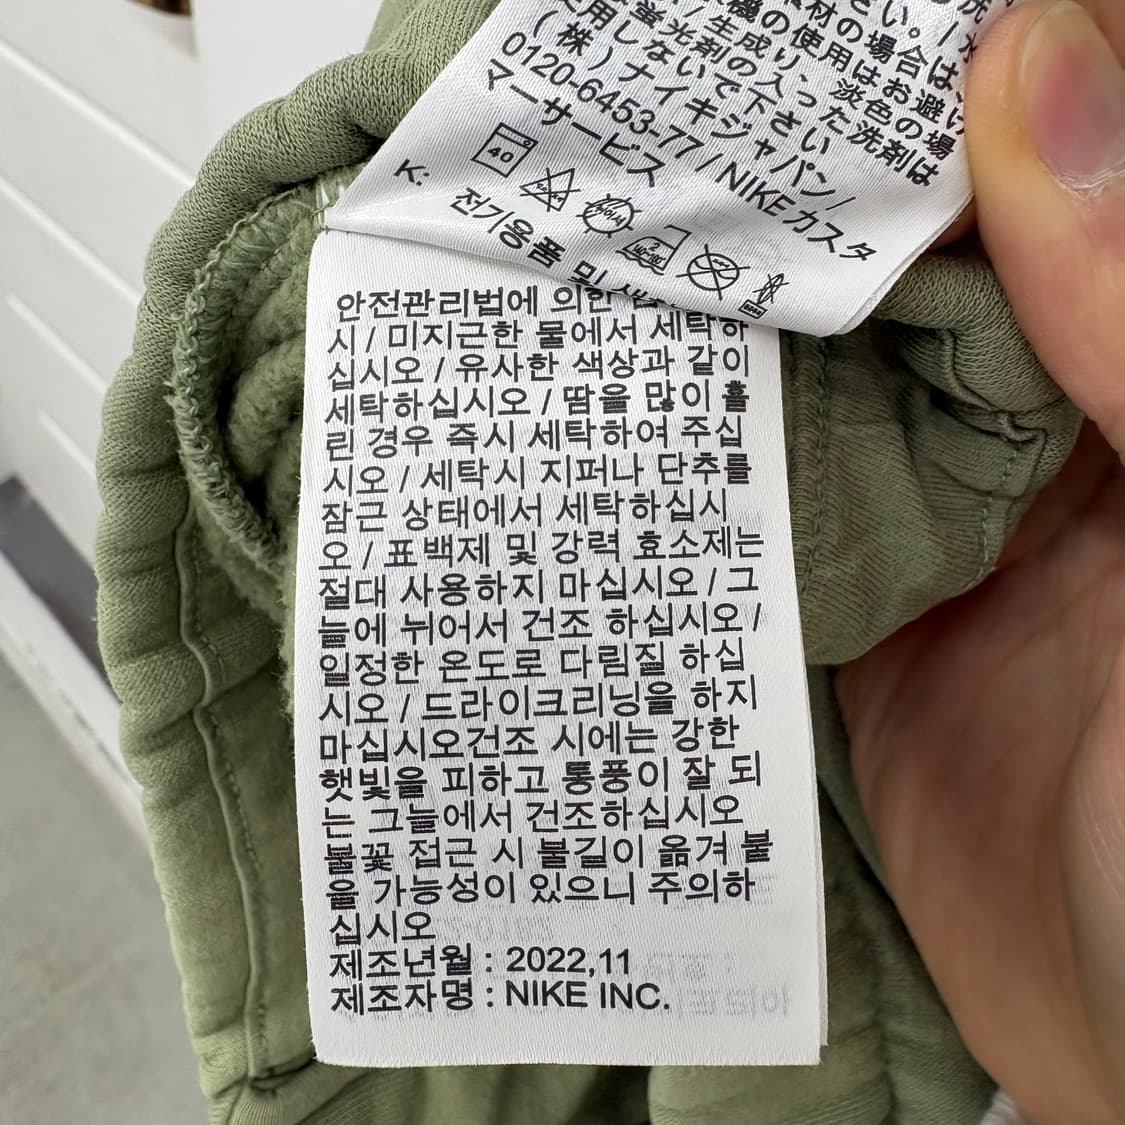 素材の場合は
機の使用はお避け
/ 生成り、淡色の場
蛍光剤の入った洗剤は
使用しないで下さい
(株)ナイキジャパン/
0120-6453-77 / NIKEカスタ
マーサービス
40
K:
전기용품 및
안전관리법에 의한
시 / 미지근한 물에서 세탁하
십시오 / 유사한 색상과 같이
세탁하십시오 / 땀을 많이 흘
린 경우 즉시 세탁하여 주십
시오 / 세탁시 지퍼나 단추를
잠근 상태에서 세탁하십시
오 / 표백제 및 강력 효소제는
절대 사용하지 마십시오 / 그
늘에 뉘어서 건조 하십시오 /
일정한 온도로 다림질 하십
시오 / 드라이크리닝을 하지
마십시오건조 시에는 강한
햇빛을 피하고 통풍이 잘 되
는 그늘에서 건조하십시오
불꽃 접근 시 불길이 옮겨 붙
을 가능성이 있으니 주의하
십시오
제조년월 : 2022,11
제조자명 : NIKE INC.